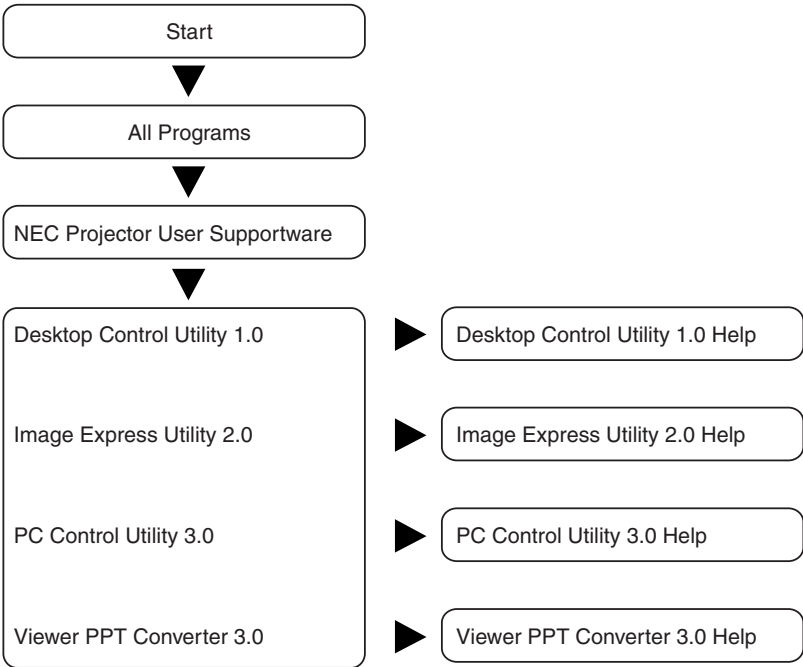 Start
All Programs
NEC Projector User Supportware
Desktop Control Utility 1.0
Desktop Control Utility 1.0 Help
Image Express Utility 2.0
Image Express Utility 2.0 Help
PC Control Utility 3.0
PC Control Utility 3.0 Help
Viewer PPT Converter 3.0
Viewer PPT Converter 3.0 Help